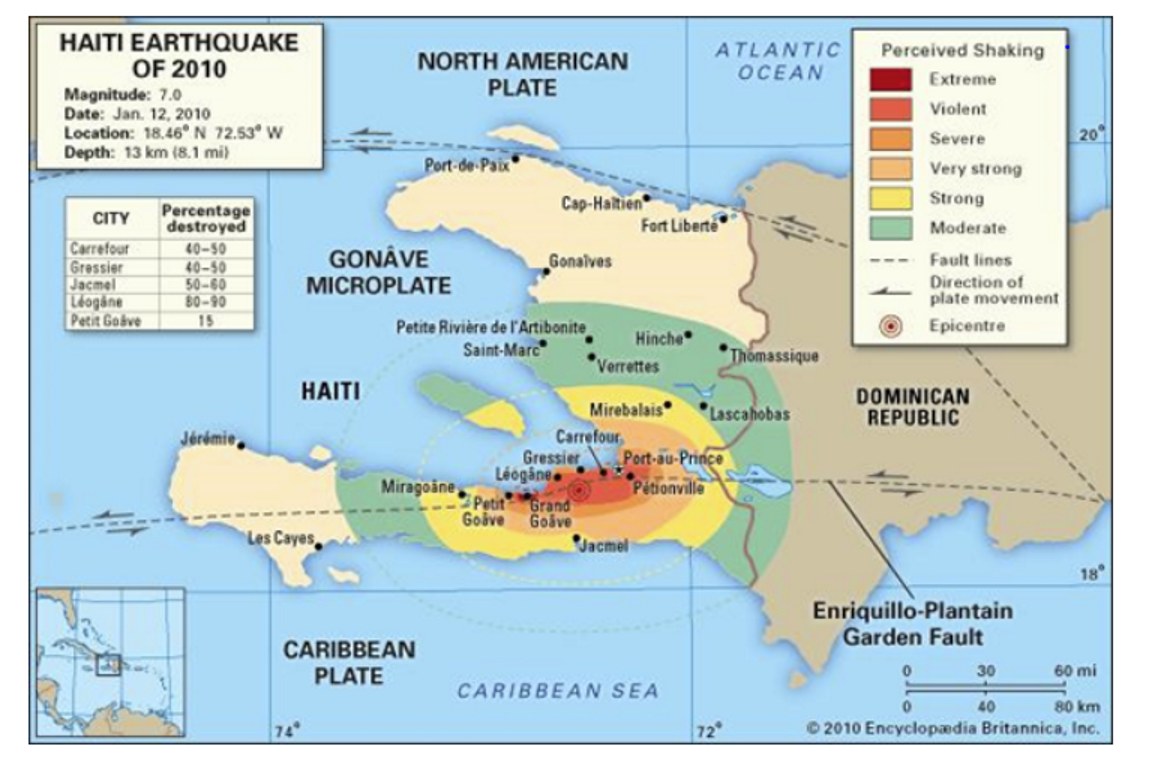 HAITI EARTHQUAKE
OF 2010
Magnitude: 7.0
Date: Jan. 12, 2010
Location: 18.46° N 72.53° W
Depth: 13 km (8.1 mi)
CITY Percentage
destroyed
Carrefour 40–50
Gressier 40–50
Jacmel 50–60
Léogâne 80–90
Petit Goâve 15
NORTH AMERICAN
PLATE
ATLANTIC
OCEAN
Perceived Shaking
Extreme
Violent
Severe
Very strong
Strong
Moderate
Fault lines
Direction of
plate movement
Epicentre
20°
Port-de-Paix
Cap-Haïtien
Fort Liberté
GONÂVE
MICROPLATE
Gonaïves
Petite Rivière de l'Artibonite
Saint-Marc
Verrettes
Hinche
Thomassique
HAITI
DOMINICAN
REPUBLIC
Mirebalais
Lascahobas
Jérémie
Carrefour
Gressier
Port-au-Prince
Léogâne
Miragoâne
Pétionville
Petit
Goâve
Grand
Goâve
Les Cayes
Jacmel
18°
Enriquillo-Plantain
Garden Fault
CARIBBEAN
PLATE
CARIBBEAN SEA
0 30 60 mi
0 40 80 km
74°
72°
© 2010 Encyclopædia Britannica, Inc.